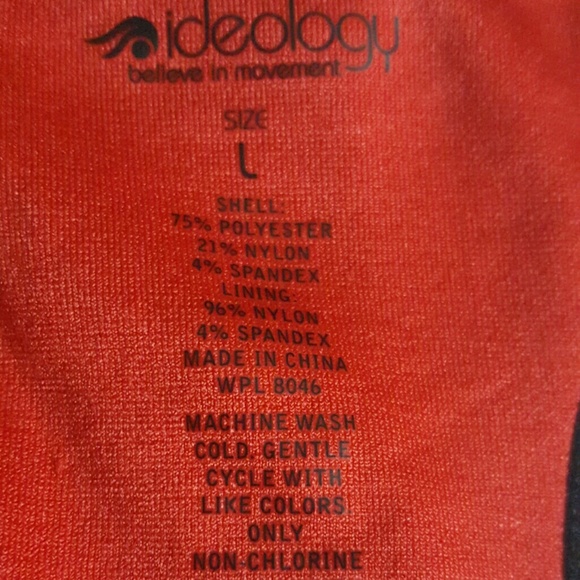 ideology
believe in movement
SIZE
L
SHELL:
75% POLYESTER
21% NYLON
4% SPANDEX
LINING:
96% NYLON
4% SPANDEX
MADE IN CHINA
WPL 8046
MACHINE WASH
COLD, GENTLE
CYCLE WITH
LIKE COLORS.
ONLY
NON-CHLORINE